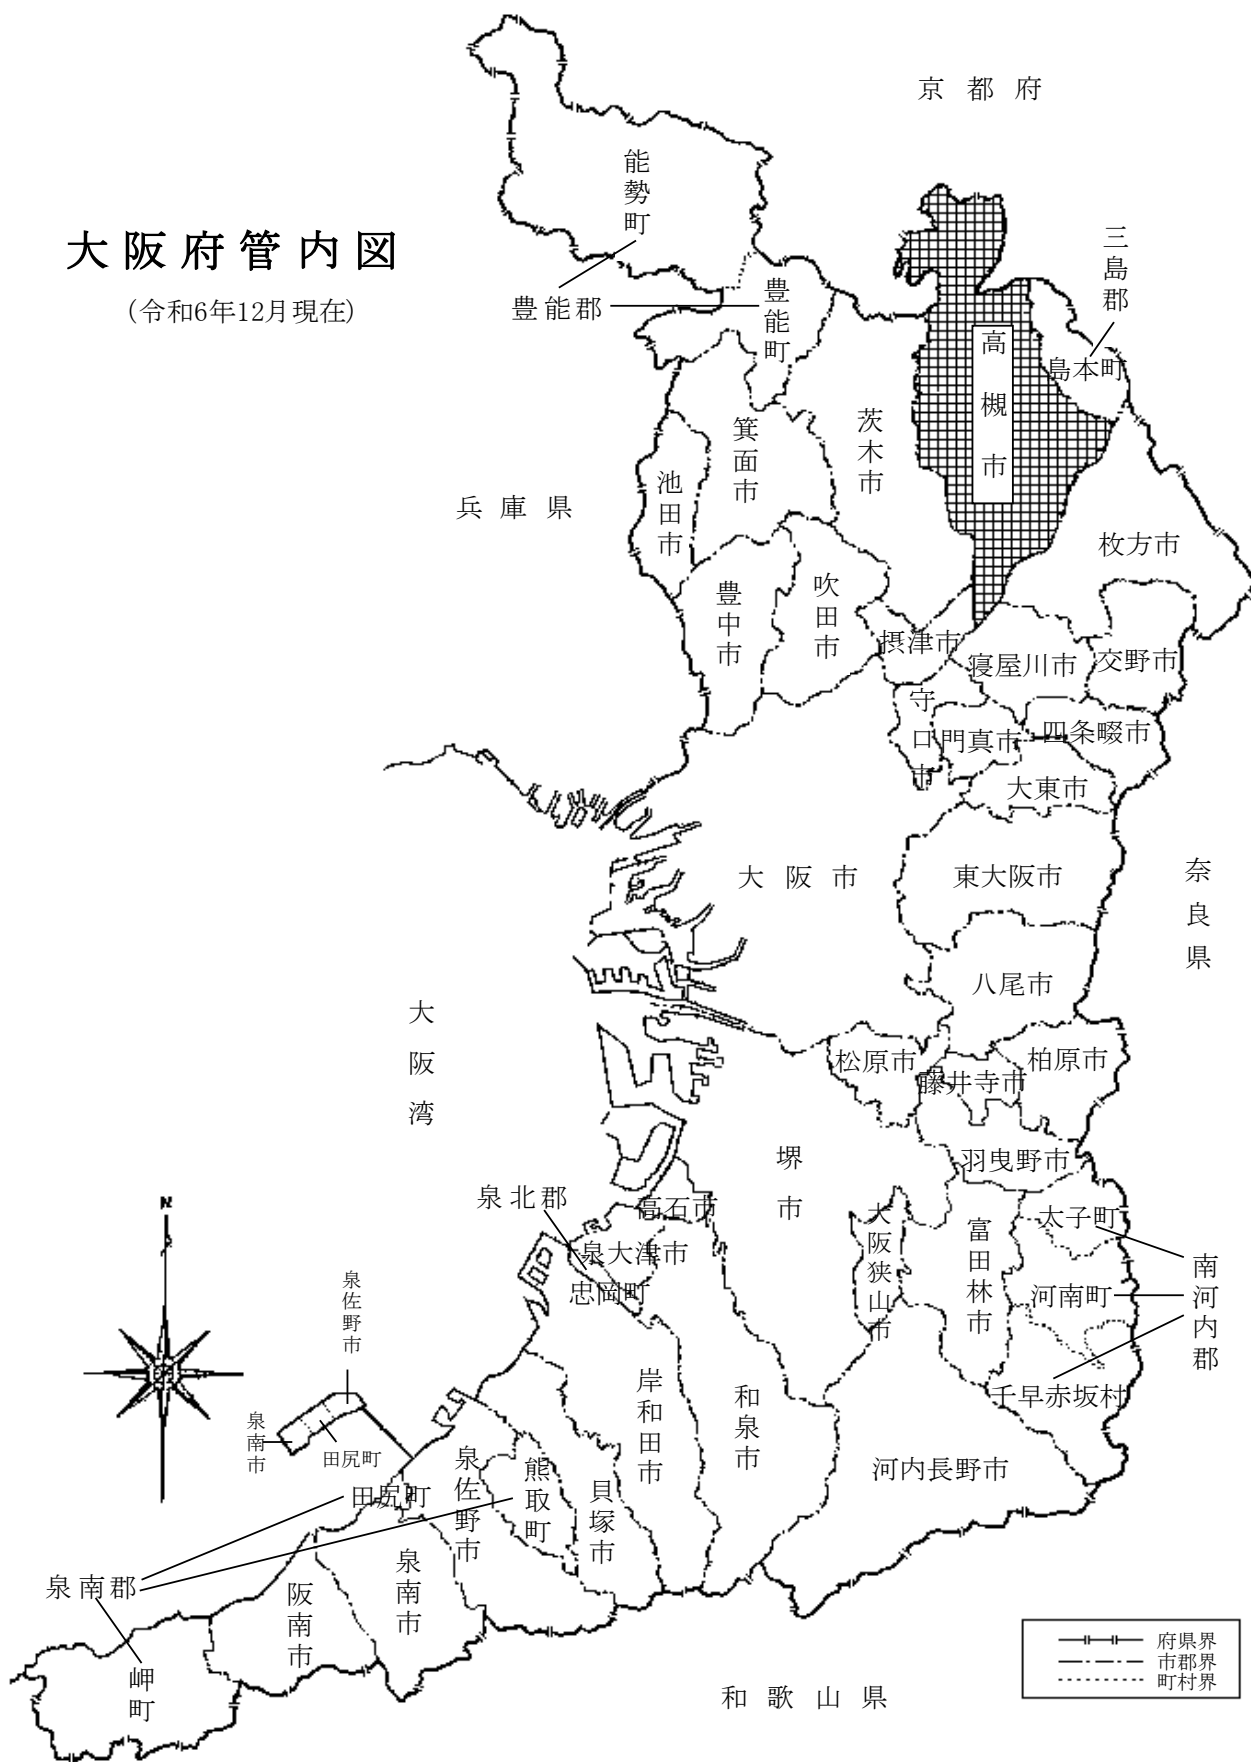 京都府
大阪府管内図
(令和6年12月現在)
能勢町
豊能郡
豊能町
三島郡
島本町
高槻市
茨木市
箕面市
池田市
兵庫県
枚方市
豊中市
吹田市
摂津市
寝屋川市
交野市
守口市
門真市
四条畷市
大東市
大阪市
東大阪市
奈良県
八尾市
大阪湾
松原市
藤井寺市
柏原市
羽曳野市
堺市
泉北郡
高石市
泉大津市
忠岡町
大阪狭山市
富田林市
太子町
河南町
南河内郡
千早赤坂村
N
泉佐野市
泉南市
田尻町
岸和田市
和泉市
河内長野市
田尻町
泉佐野市
熊取町
貝塚市
泉南郡
泉南市
阪南市
岬町
和歌山県
府県界
市郡界
町村界